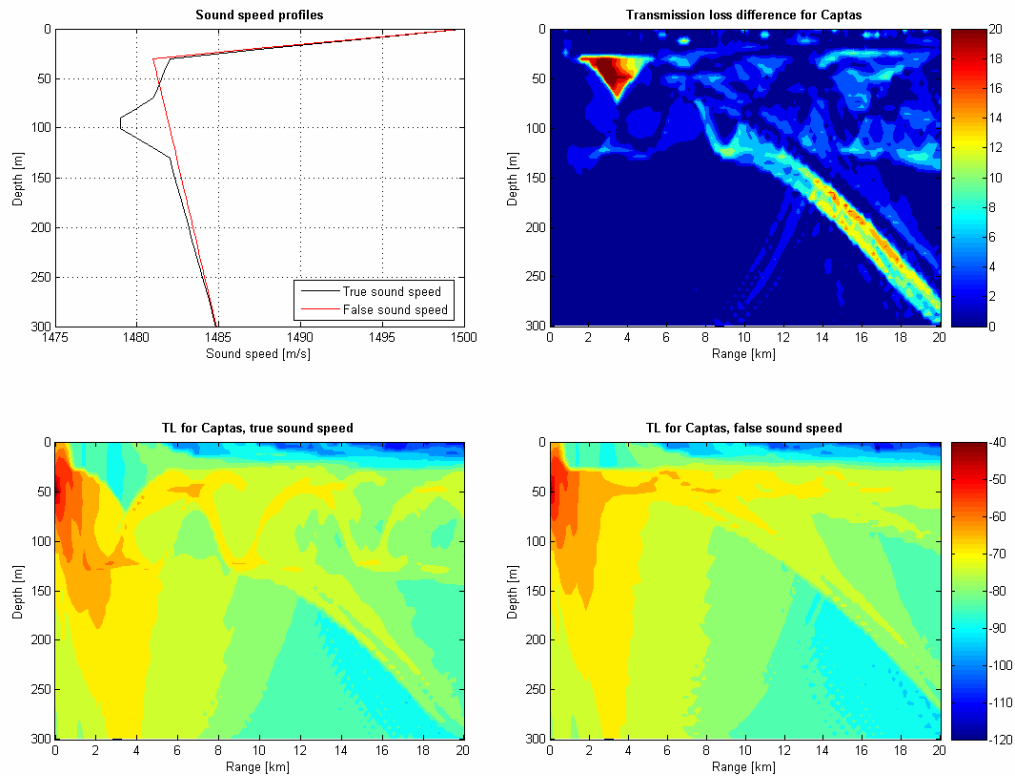 Sound speed profiles
0
50
100
150
200
250
300
Depth [m]
True sound speed
False sound speed
1475 1480 1485 1490 1495 1500
Sound speed [m/s]
Transmission loss difference for Captas
0
50
100
150
200
250
300
Depth [m]
0 2 4 6 8 10 12 14 16 18 20
Range [km]
20
18
16
14
12
10
8
6
4
2
0
TL for Captas, true sound speed
0
50
100
150
200
250
300
Depth [m]
0 2 4 6 8 10 12 14 16 18 20
Range [km]
TL for Captas, false sound speed
0
50
100
150
200
250
300
Depth [m]
0 2 4 6 8 10 12 14 16 18 20
Range [km]
-40
-50
-60
-70
-80
-90
-100
-110
-120